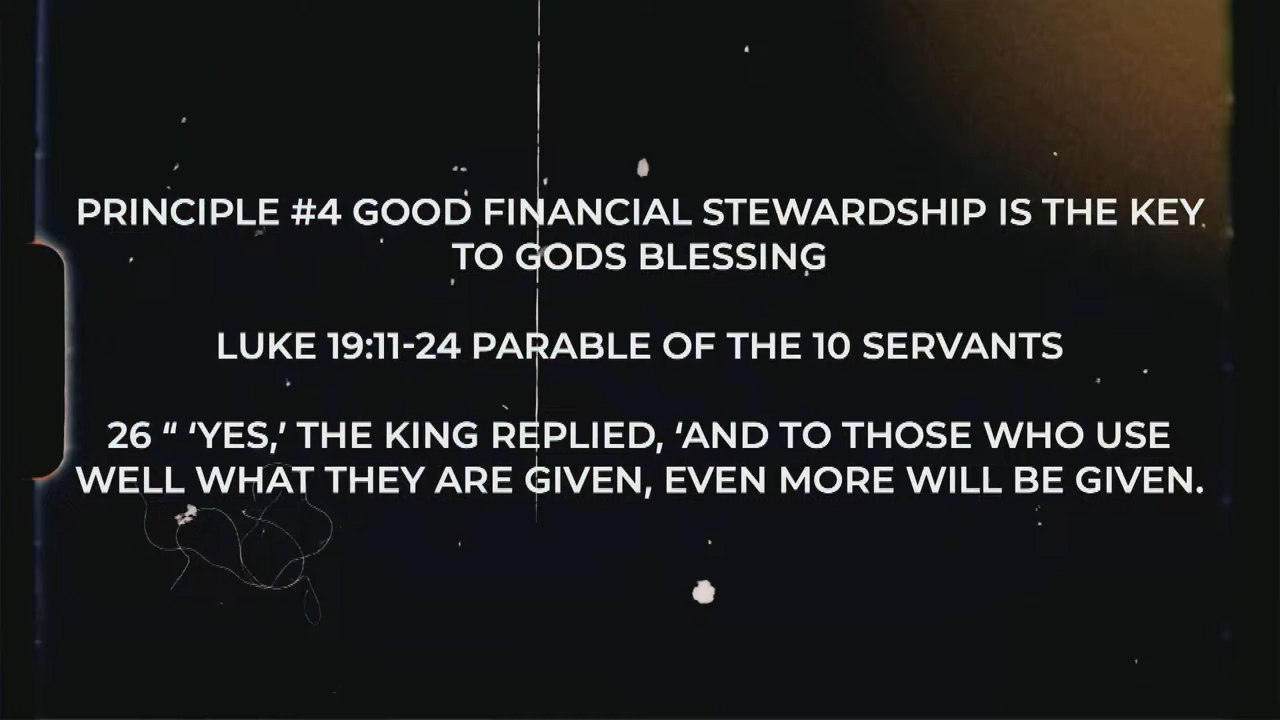 PRINCIPLE #4 GOOD FINANCIAL STEWARDSHIP IS THE KEY
TO GODS BLESSING
LUKE 19:11-24 PARABLE OF THE 10 SERVANTS
26 “ ‘YES,’ THE KING REPLIED, ‘AND TO THOSE WHO USE
WELL WHAT THEY ARE GIVEN, EVEN MORE WILL BE GIVEN.